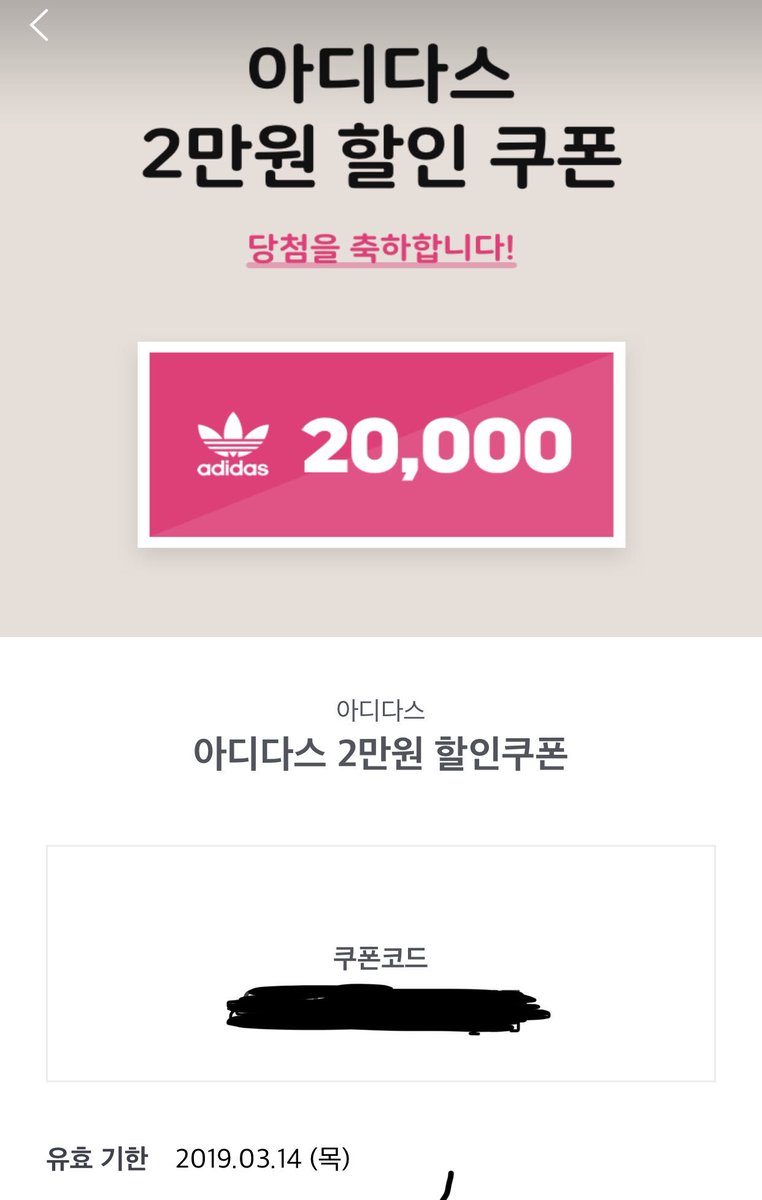 아디다스
2만원 할인 쿠폰
당첨을 축하합니다!
adidas 20,000
아디다스
아디다스 2만원 할인쿠폰
쿠폰코드
유효 기한 2019.03.14 (목)